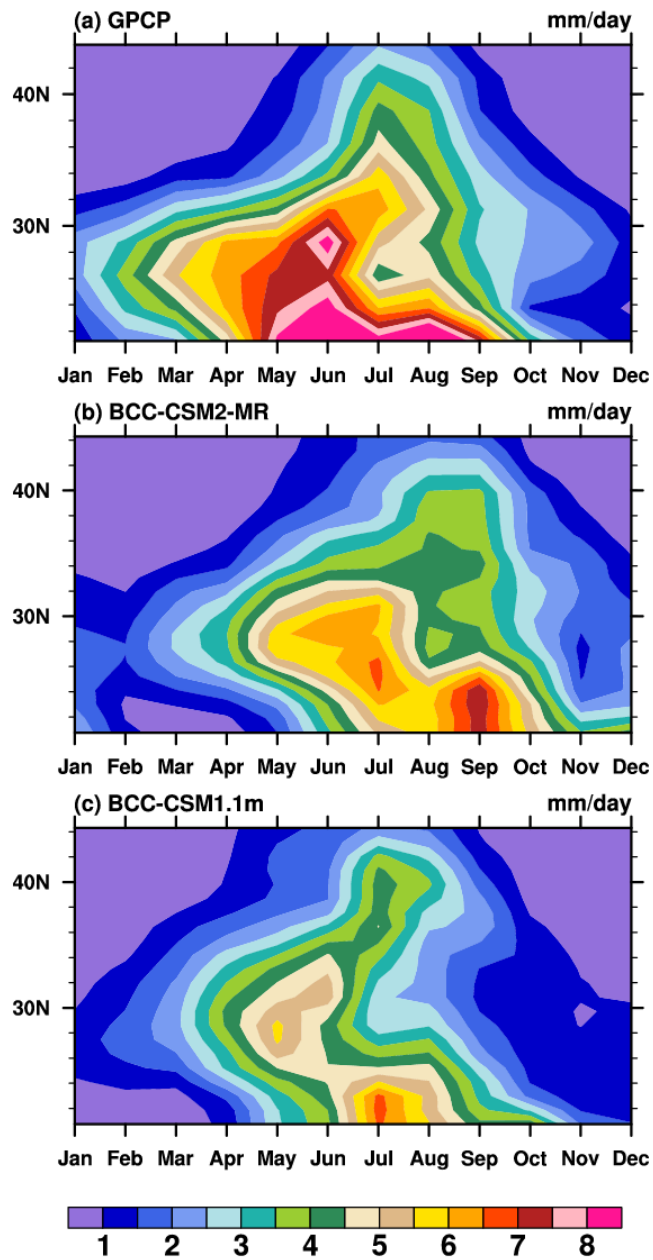 (a) GPCP mm/day
40N
30N
Jan Feb Mar Apr May Jun Jul Aug Sep Oct Nov Dec
(b) BCC-CSM2-MR mm/day
40N
30N
Jan Feb Mar Apr May Jun Jul Aug Sep Oct Nov Dec
(c) BCC-CSM1.1m mm/day
40N
30N
Jan Feb Mar Apr May Jun Jul Aug Sep Oct Nov Dec
1 2 3 4 5 6 7 8